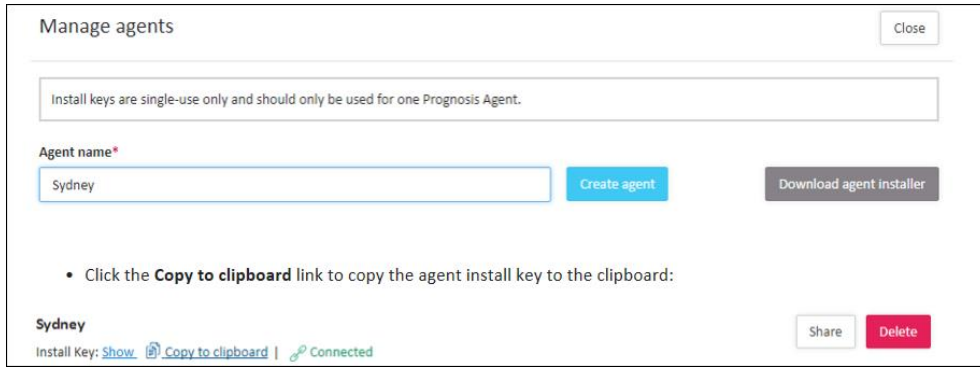 Manage agents
Close
Install keys are single-use only and should only be used for one Prognosis Agent.
Agent name*
Sydney
Create agent
Download agent installer
• Click the Copy to clipboard link to copy the agent install key to the clipboard:
Sydney
Share
Delete
Install Key: Show Copy to clipboard | Connected